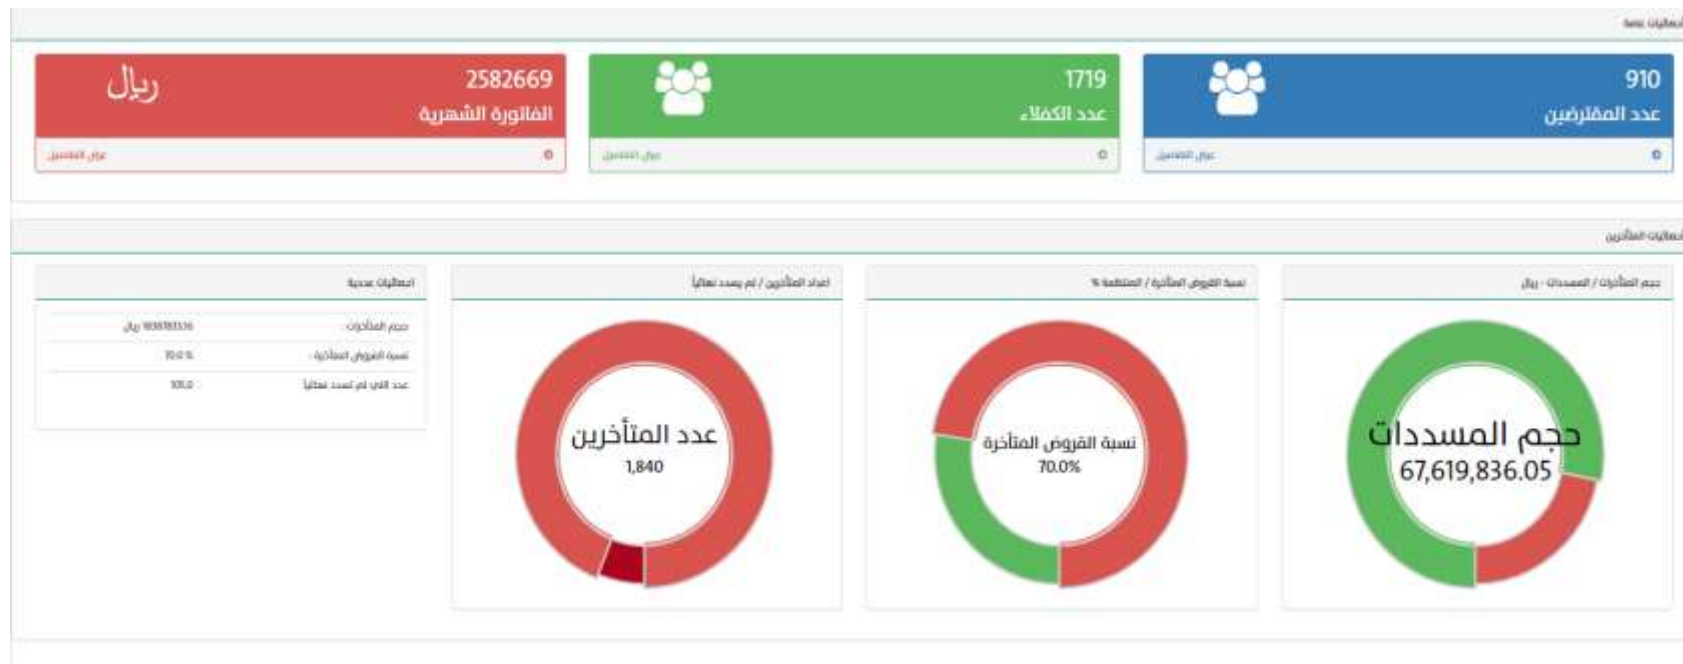 احصائيات عامة
910
عدد المقترضين
عرض التفاصيل
1719
عدد الكفلاء
عرض التفاصيل
2582669
الفاتورة الشهرية
ريال
عرض التفاصيل
احصائيات المتأخرين
حجم المتأخرات / المسددات - ريال
حجم المسددات
67,619,836.05
نسبة القروض المتأخرة / المنتظمة %
نسبة القروض المتأخرة
70.0%
اعداد المتأخرين / لم يسدد نهائياً
عدد المتأخرين
1,840
احصائيات عددية
حجم المتأخرات
ريال
نسبة القروض المتأخرة :
70.0 %
عدد التي لم تسدد نهائياً